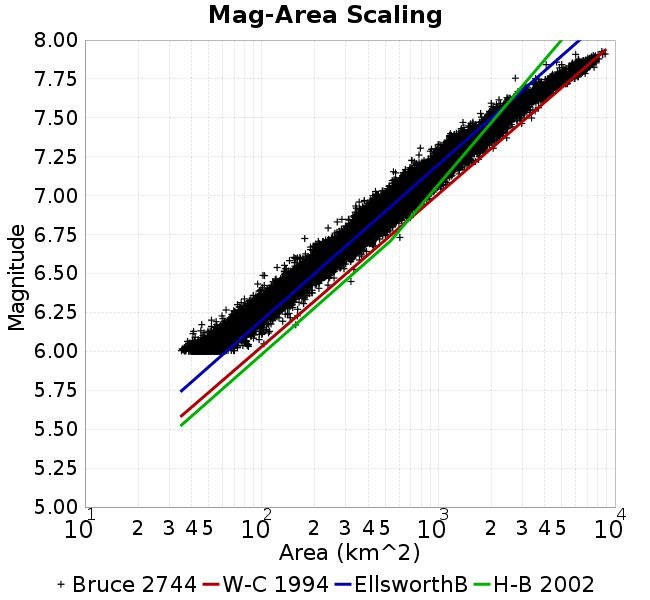 Mag-Area Scaling
8.00
7.75
7.50
7.25
7.00
6.75
6.50
6.25
6.00
5.75
5.50
5.25
5.00
Magnitude
10^1 2 3 4 5 10^2 2 3 4 5 10^3 2 3 4 5 10^4
Area (km^2)
Bruce 2744 W-C 1994 EllsworthB H-B 2002